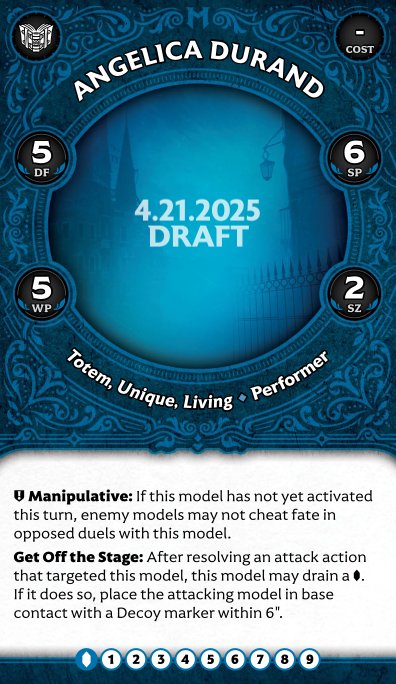 -
COST
ANGELICA DURAND
5
DF
6
SP
4.21.2025
DRAFT
5
WP
2
SZ
Totem, Unique, Living ⬥ Performer
Manipulative: If this model has not yet activated
this turn, enemy models may not cheat fate in
opposed duels with this model.
Get Off the Stage: After resolving an attack action
that targeted this model, this model may drain a ⬮.
If it does so, place the attacking model in base
contact with a Decoy marker within 6".
1 2 3 4 5 6 7 8 9